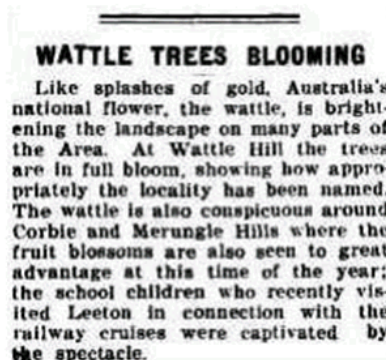 WATTLE TREES BLOOMING
Like splashes of gold, Australia's
national flower, the wattle, is bright-
ening the landscape on many parts of
the Area. At Wattle Hill the trees
are in full bloom, showing how appro-
priately the locality has been named.
The wattle is also conspicuous around
Corbie and Merungle Hills where the
fruit blossoms are also seen to great
advantage at this time of the year;
the school children who recently vis-
ited Leeton in connection with the
railway cruises were captivated by
the spectacle.